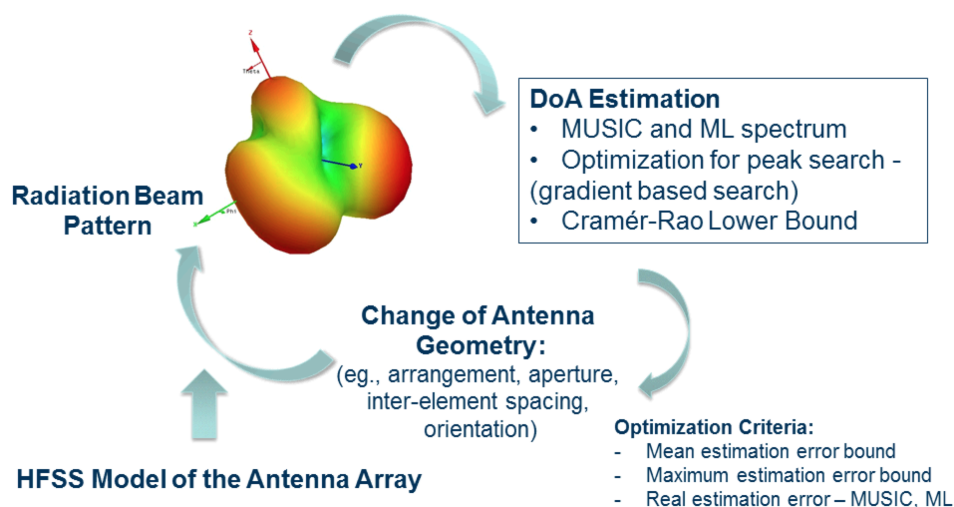 Z
Theta
Y
Phi
Radiation Beam
Pattern
DoA Estimation
• MUSIC and ML spectrum
• Optimization for peak search -
(gradient based search)
• Cramér-Rao Lower Bound
Change of Antenna
Geometry:
(eg., arrangement, aperture,
inter-element spacing,
orientation)
HFSS Model of the Antenna Array
Optimization Criteria:
- Mean estimation error bound
- Maximum estimation error bound
- Real estimation error – MUSIC, ML